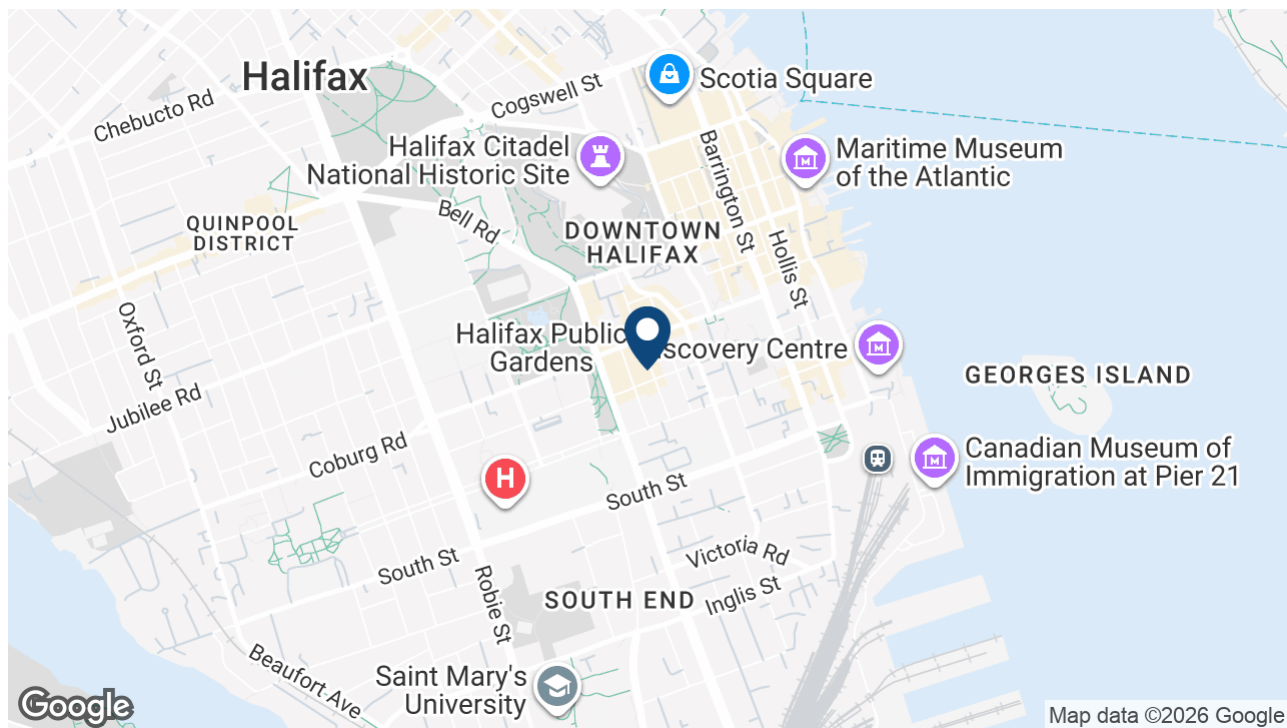 Scotia Square
Halifax
Cogswell St
Chebucto Rd
Halifax Citadel
National Historic Site
Barrington St
Maritime Museum
of the Atlantic
Bell Rd
QUINPOOL
DISTRICT
DOWNTOWN
HALIFAX
Hollis St
Oxford St
Halifax Public
Gardens
Centre
GEORGES ISLAND
Jubilee Rd
Coburg Rd
Canadian Museum of
Immigration at Pier 21
H
South St
South St
Victoria Rd
Robie St
SOUTH END
Inglis St
Beaufort Ave
Saint Mary's
University
Google
Map data ©2026 Google